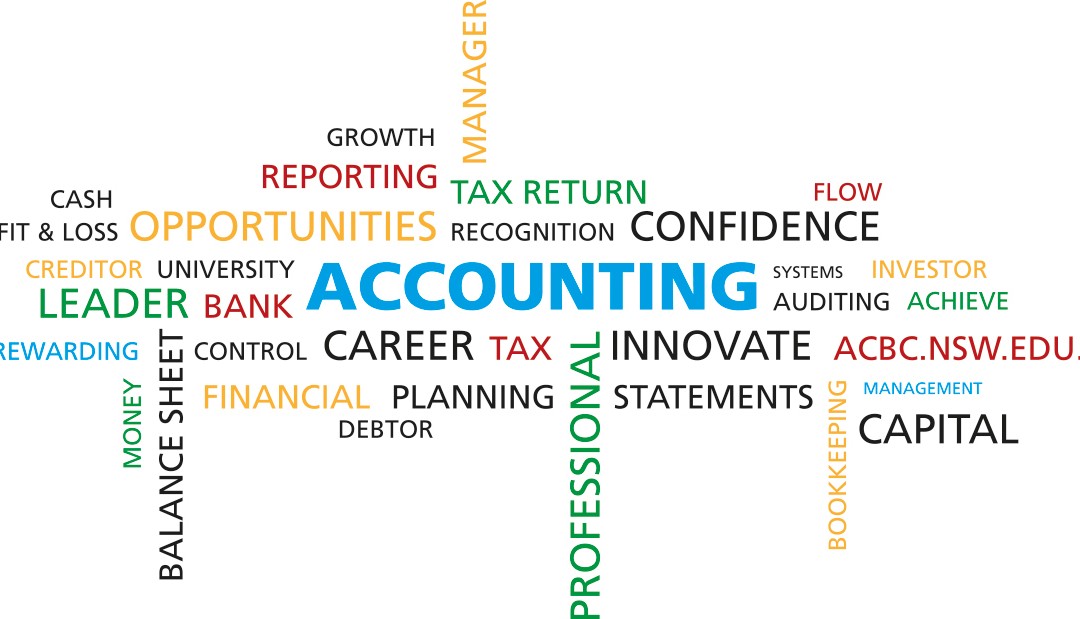 MANAGER
GROWTH
REPORTING
TAX RETURN
CASH
FLOW
FIT & LOSS
OPPORTUNITIES
RECOGNITION
CONFIDENCE
CREDITOR
UNIVERSITY
ACCOUNTING
SYSTEMS
INVESTOR
LEADER
BANK
AUDITING
ACHIEVE
REWARDING
CONTROL
CAREER
TAX
INNOVATE
ACBC.NSW.EDU.
MONEY
BALANCE SHEET
FINANCIAL
PLANNING
PROFESSIONAL
STATEMENTS
BOOKKEEPING
MANAGEMENT
DEBTOR
CAPITAL